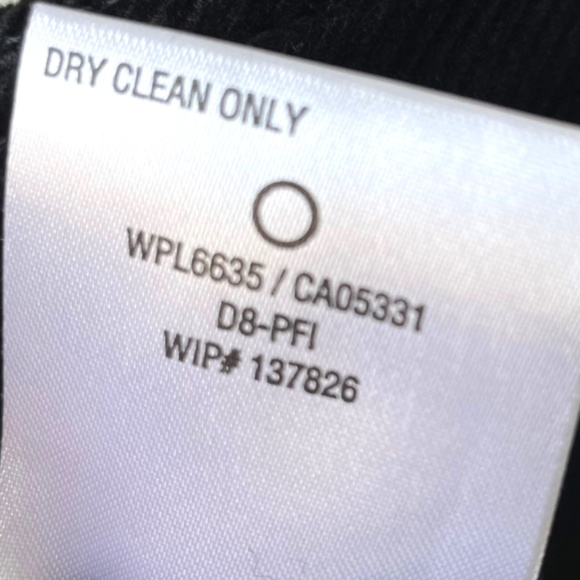 DRY CLEAN ONLY
WPL6635 / CA05331
D8-PFI
WIP# 137826